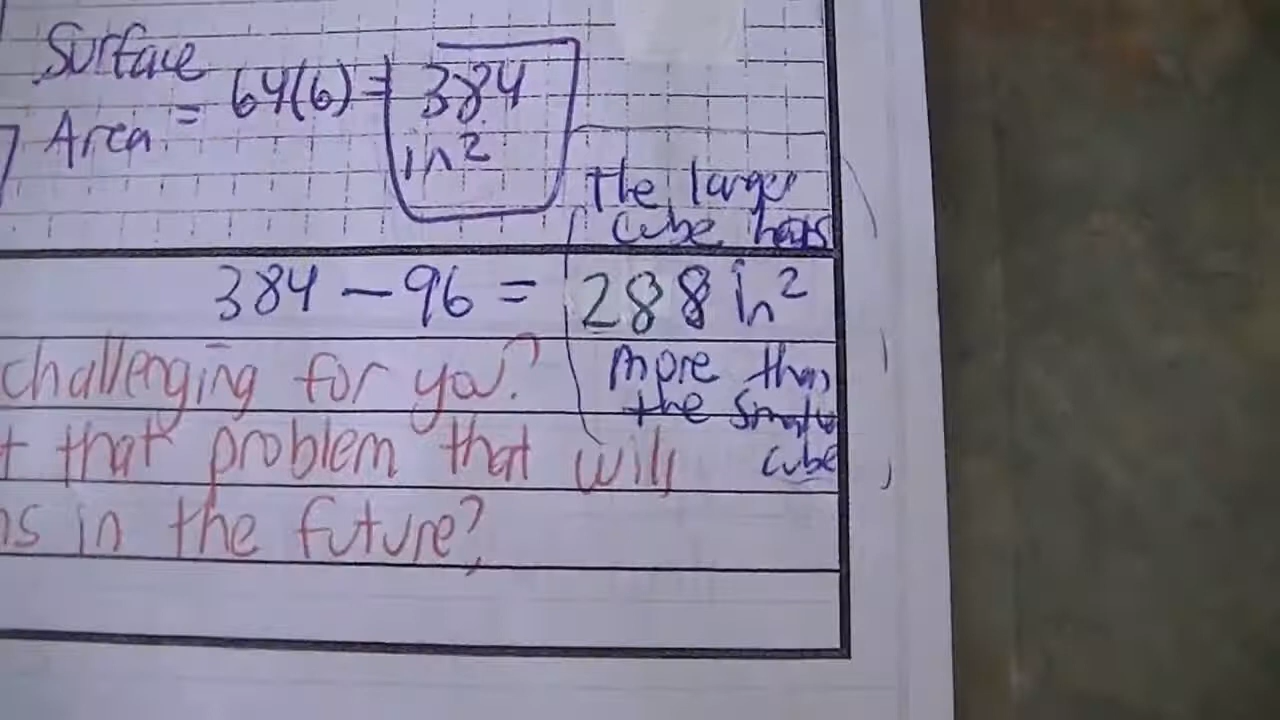 Surface
Area = 64(6) = 384
in²
the larger
cube has
384 - 96 = 288 in²
challenging for you?
more than
the smaller
t that problem that will
cube
ns in the future?